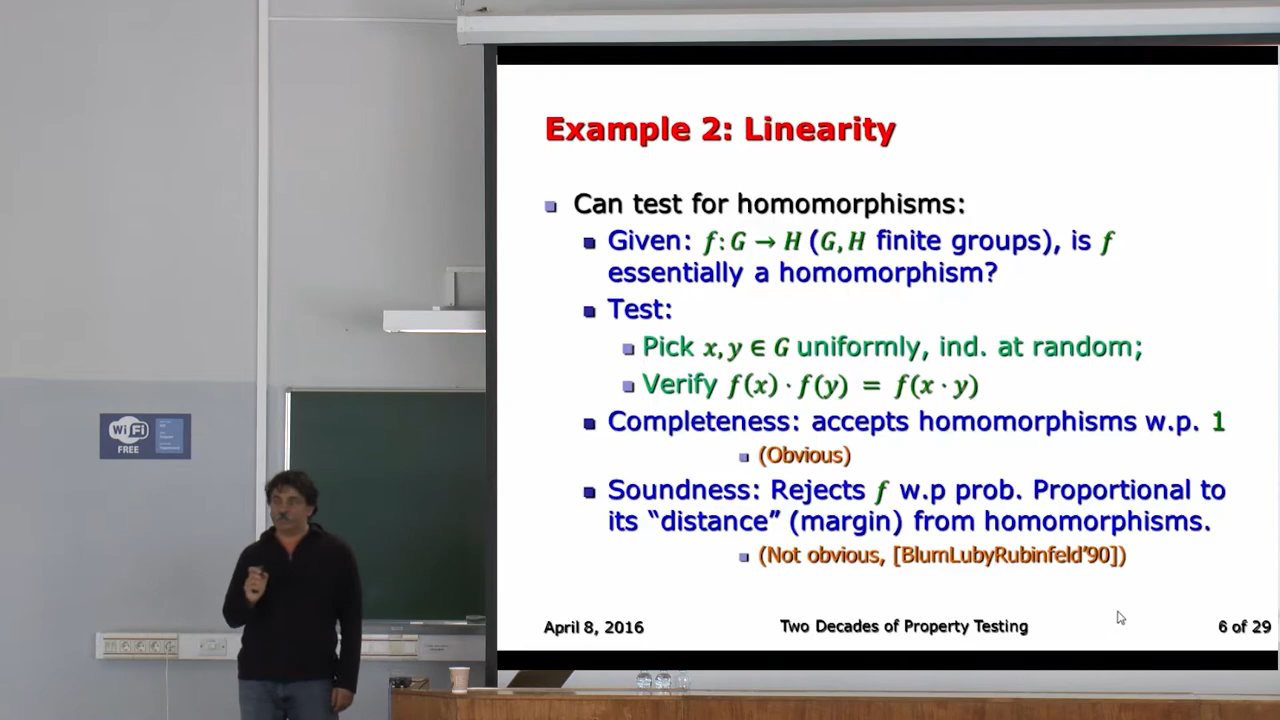 Example 2: Linearity
Can test for homomorphisms:
Given: f: G → H (G, H finite groups), is f
essentially a homomorphism?
Test:
Pick x, y ∈ G uniformly, ind. at random;
Verify f(x) · f(y) = f(x · y)
Completeness: accepts homomorphisms w.p. 1
(Obvious)
Soundness: Rejects f w.p prob. Proportional to
its “distance” (margin) from homomorphisms.
(Not obvious, [BlumLubyRubinfeld’90])
April 8, 2016 Two Decades of Property Testing 6 of 29
WiFi
FREE